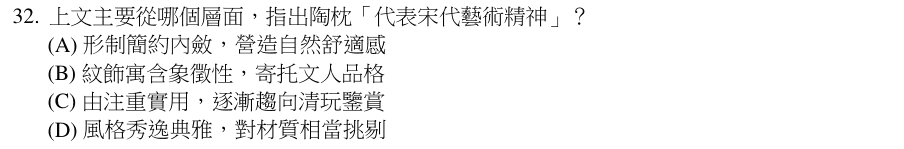 32. 上文主要從哪個層面，指出陶枕「代表宋代藝術精神」？
(A) 形制簡約內斂，營造自然舒適感
(B) 紋飾寓含象徵性，寄托文人品格
(C) 由注重實用，逐漸趨向清玩鑒賞
(D) 風格秀逸典雅，對材質相當挑剔